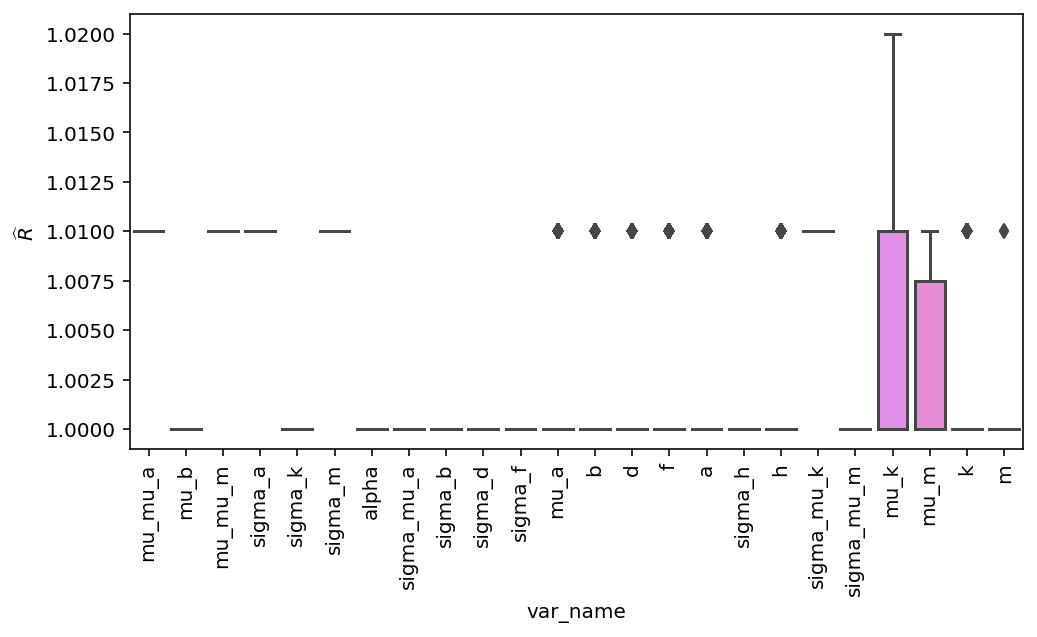 1.0200
1.0175
1.0150
1.0125
1.0100
1.0075
1.0050
1.0025
1.0000
R̂
mu_mu_a
mu_b
mu_mu_m
sigma_a
sigma_k
sigma_m
alpha
sigma_mu_a
sigma_b
sigma_d
sigma_f
mu_a
b
d
f
a
sigma_h
h
sigma_mu_k
sigma_mu_m
mu_k
mu_m
k
m
var_name